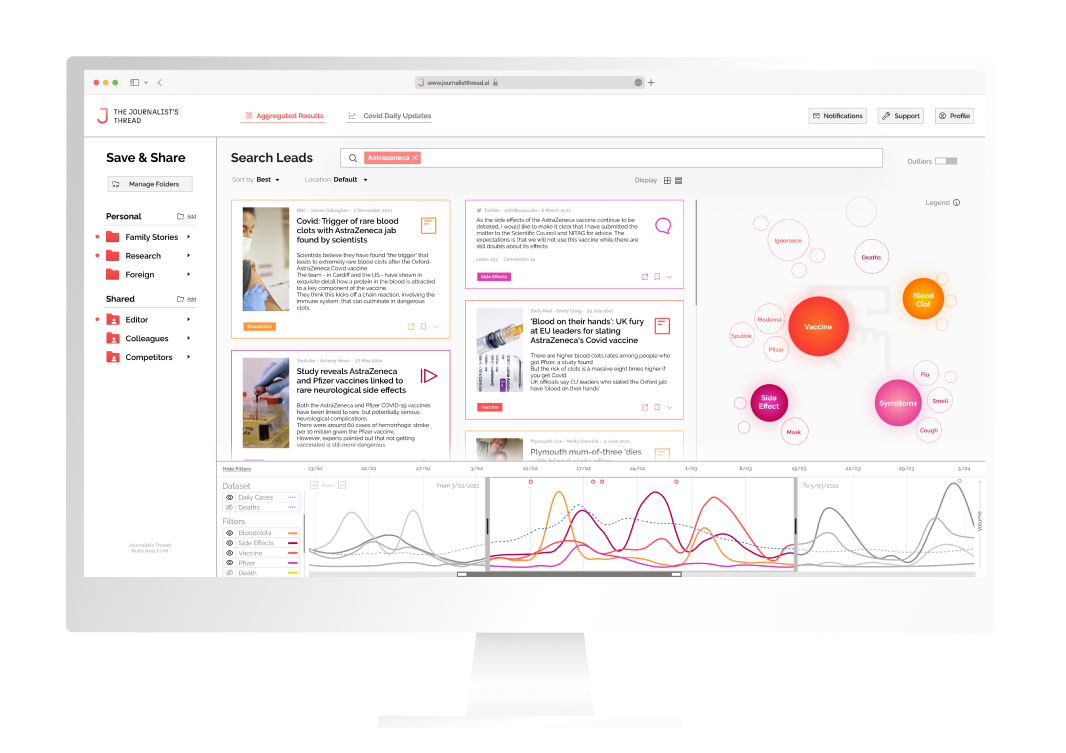 www.journalistthread.ai
THE JOURNALIST'S
THREAD
Aggregated Results
Covid Daily Updates
Notifications
Support
Profile
Save & Share
Manage Folders
Personal
Add
Family Stories
Research
Foreign
Shared
Add
Editor
Colleagues
Competitors
Journalist's Thread
Search Leads
Astrazeneca
Outliers
Sort by: Best
Location: Default
Display
Legend
BBC - James Gallagher - 2 December 2021
Covid: Trigger of rare blood
clots with AstraZeneca jab
found by scientists
Scientists believe they have found "the trigger" that
leads to extremely rare blood clots after the Oxford-
AstraZeneca Covid vaccine.
The team - in Cardiff and the US - have shown in
exquisite detail how a protein in the blood is attracted
to a key component of the vaccine.
They think this kicks off a chain reaction, involving the
immune system, that can culminate in dangerous
clots.
Bloodclots
Youtube - Arirang News - 27 May 2021
Study reveals AstraZeneca
and Pfizer vaccines linked to
rare neurological side effects
Both the AstraZeneca and Pfizer COVID-19 vaccines
have been linked to rare, but potentially serious,
neurological complications.
There were around 60 cases of hemorrhagic stroke
per 10 million given the Pfizer vaccine.
However, experts pointed out that not getting
vaccinated is still more dangerous.
6 March 2021
As the side effects of the AstraZeneca vaccine continue to be
debated, I would like to make it clear that I have submitted the
matter to the Scientific Council and NITAG for advice. The
expectations is that we will not use this vaccine while there are
still doubts about its effects
Likes: 153 Comments: 24
Side Effects
Daily Mail - Emily Craig - 29 July 2021
'Blood on their hands': UK fury
at EU leaders for slating
AstraZeneca's Covid vaccine
There are higher blood clots rates among people who
got Pfizer, a study found
But the risk of clots is a massive eight times higher if
you get Covid
UK officials say EU leaders who slated the Oxford jab
have 'blood on their hands'
Vaccine
Plymouth Live - Molly Dowrick - 3 June 2021
Plymouth mum-of-three 'dies
with blood clots after
Ignorance
Deaths
Blood
Clot
Moderna
Vaccine
Sputnik
Pfizer
Flu
Side
Effect
Symptoms
Smell
Mask
Cough
Hide Filters
13/01
20/01
27/01
3/02
10/02
17/02
24/02
1/03
8/03
15/03
22/03
29/03
5/04
Dataset
Daily Cases
Deaths
Filters
Bloodclots
Side Effects
Vaccine
Pfizer
Death
Zoom
From 3/02/2021
To 5/03/2021
Volume